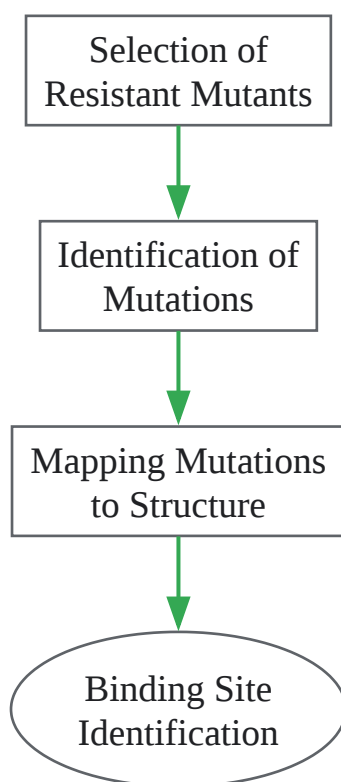 Selection of
Resistant Mutants
Identification of
Mutations
Mapping Mutations
to Structure
Binding Site
Identification